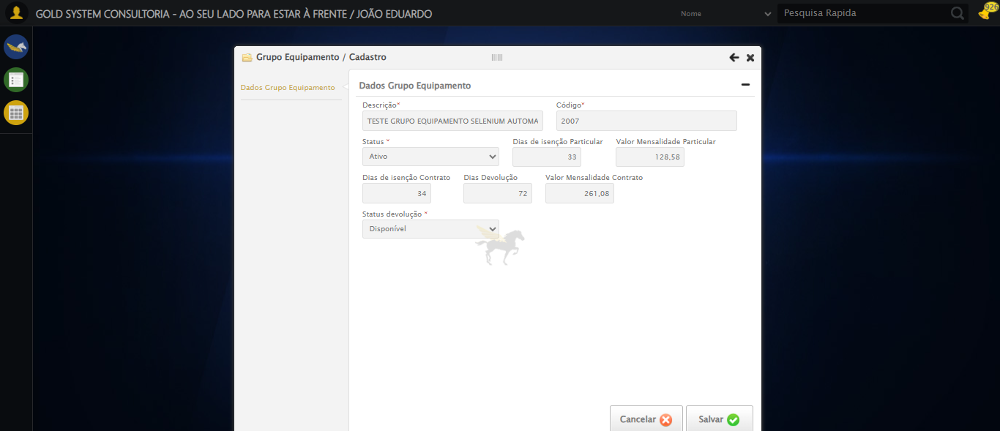 GOLD SYSTEM CONSULTORIA - AO SEU LADO PARA ESTAR À FRENTE / JOÃO EDUARDO
Nome
Pesquisa Rapida
926
Grupo Equipamento / Cadastro
Dados Grupo Equipamento
Dados Grupo Equipamento
Descrição*
Código*
TESTE GRUPO EQUIPAMENTO SELENIUM AUTOMA
2007
Status *
Dias de isenção Particular
Valor Mensalidade Particular
Ativo
33
128,58
Dias de isenção Contrato
Dias Devolução
Valor Mensalidade Contrato
34
72
261,08
Status devolução *
Disponível
Cancelar
Salvar